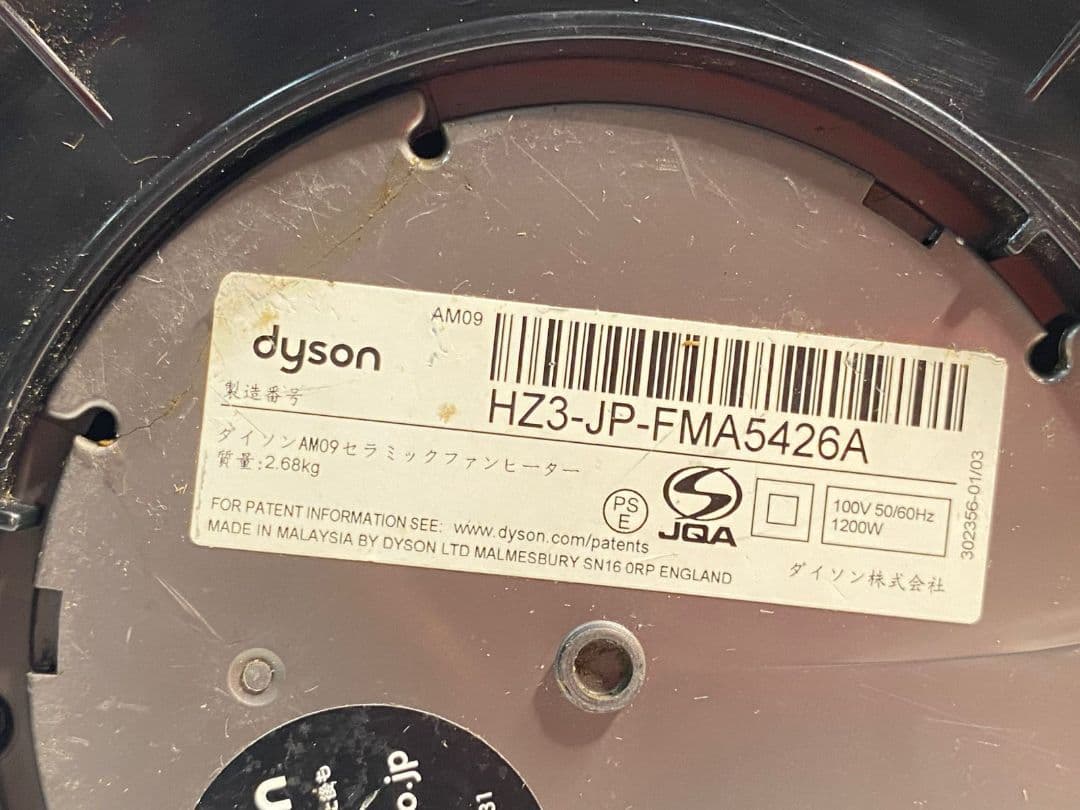 AM09
dyson
製造番号
HZ3-JP-FMA5426A
ダイソンAM09セラミックファンヒーター
質量:2.68kg
PS
E
JQA
100V 50/60Hz
1200W
302356-01/03
FOR PATENT INFORMATION SEE: www.dyson.com/patents
MADE IN MALAYSIA BY DYSON LTD MALMESBURY SN16 0RP ENGLAND
ダイソン株式会社
n
o.jp
31